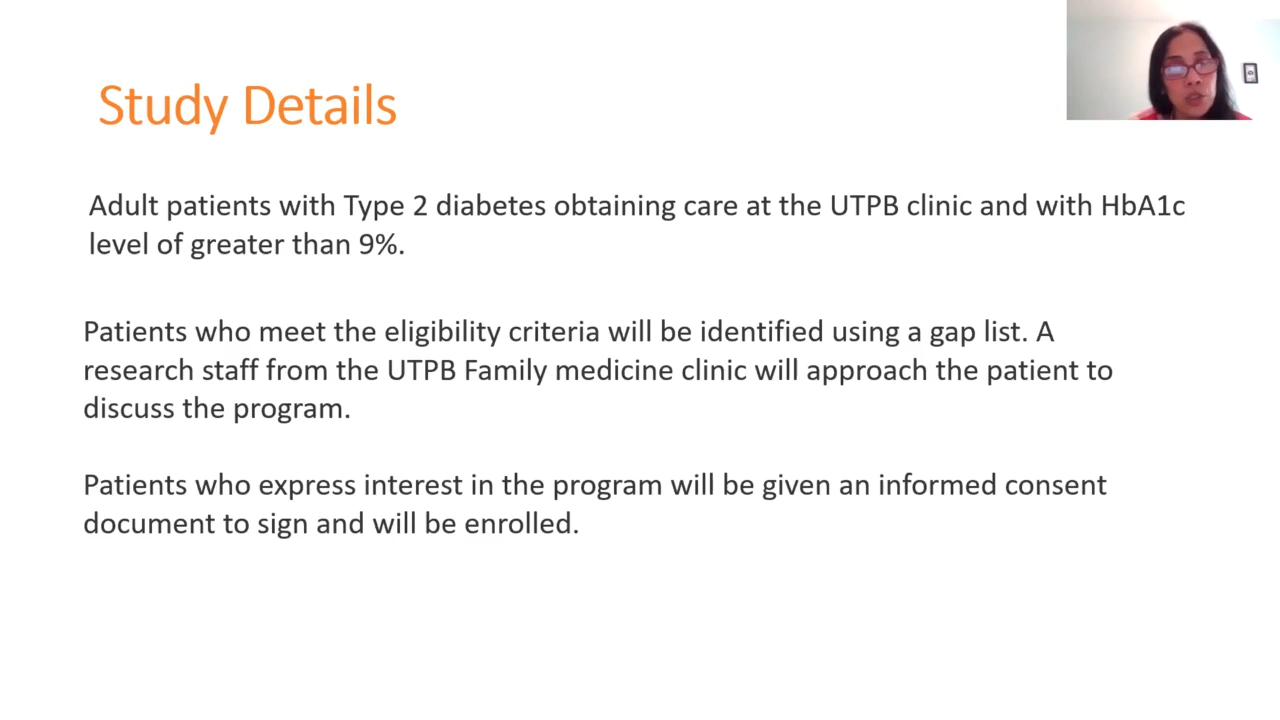 Study Details
Adult patients with Type 2 diabetes obtaining care at the UTPB clinic and with HbA1c
level of greater than 9%.
Patients who meet the eligibility criteria will be identified using a gap list. A
research staff from the UTPB Family medicine clinic will approach the patient to
discuss the program.
Patients who express interest in the program will be given an informed consent
document to sign and will be enrolled.